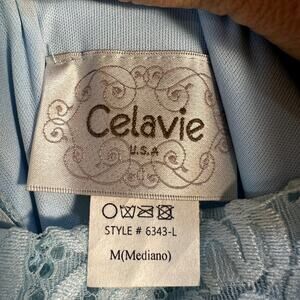 Celavie
U.S.A
STYLE # 6343-L
M(Mediano)